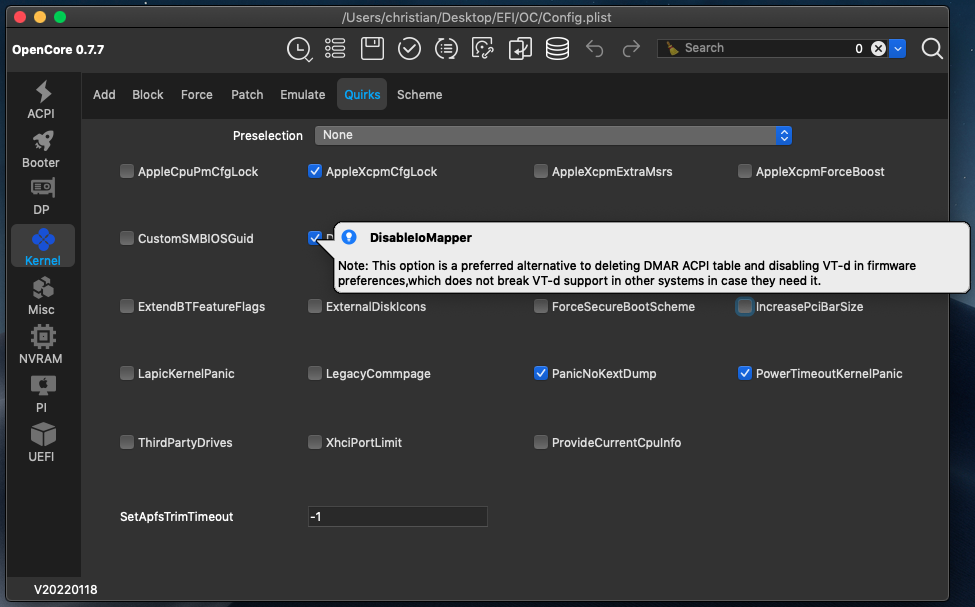 /Users/christian/Desktop/EFI/OC/Config.plist
OpenCore 0.7.7
Search
0
ACPI
Booter
DP
Kernel
Misc
NVRAM
PI
UEFI
Add Block Force Patch Emulate Quirks Scheme
Preselection None
AppleCpuPmCfgLock AppleXcpmCfgLock AppleXcpmExtraMsrs AppleXcpmForceBoost
CustomSMBIOSGuid D
DisableIoMapper
Note: This option is a preferred alternative to deleting DMAR ACPI table and disabling VT-d in firmware
preferences,which does not break VT-d support in other systems in case they need it.
ExtendBTFeatureFlags ExternalDiskIcons ForceSecureBootScheme IncreasePciBarSize
LapicKernelPanic LegacyCommpage PanicNoKextDump PowerTimeoutKernelPanic
ThirdPartyDrives XhciPortLimit ProvideCurrentCpuInfo
SetApfsTrimTimeout -1
V20220118